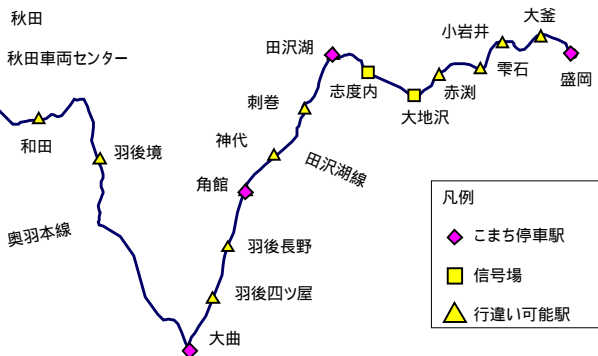 秋田
秋田車両センター
和田
羽後境
奥羽本線
大曲
羽後四ツ屋
羽後長野
角館
神代
刺巻
田沢湖線
田沢湖
志度内
大地沢
赤渕
雫石
小岩井
大釜
盛岡
凡例
こまち停車駅
信号場
行違い可能駅